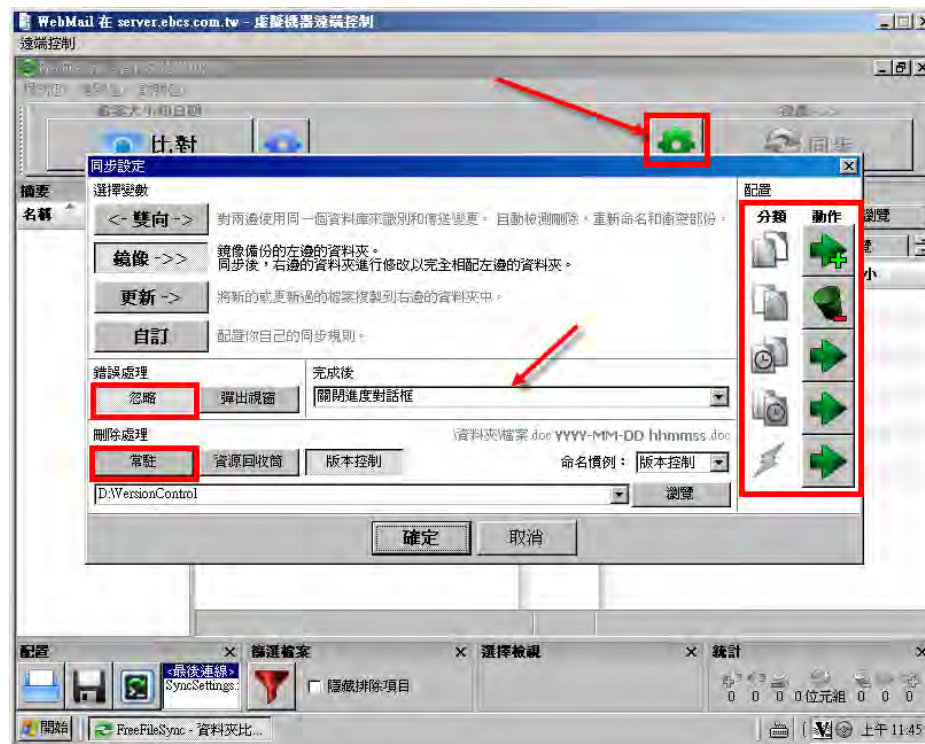 WebMail 在 server.ebcs.com.tw - 虛擬機器遠端控制
遠端控制
檔案大小和日期
比對
同步
同步設定
選擇變數
配置
<- 雙向 ->
對兩邊使用同一個資料庫來識別和傳送變更。 自動檢測刪除,重新命名和衝突部份。
鏡像 ->>
鏡像備份的左邊的資料夾。
同步後,右邊的資料夾進行修改以完全相配左邊的資料夾。
更新 ->
將新的或更新過的檔案複製到右邊的資料夾中。
自訂
配置你自己的同步規則。
分類
動作
錯誤處理
忽略
彈出視窗
完成後
關閉進度對話框
刪除處理
\資料夾\檔案.doc YYYY-MM-DD hhmmss.doc
常駐
資源回收筒
版本控制
命名慣例:
版本控制
D:\VersionControl
瀏覽
確定
取消
摘要
名稱
瀏覽
小
配置
篩選檔案
選擇檢視
統計
<最後連線>
SyncSettings.
隱藏排除項目
0 0 0 0位元組 0 0 0
開始
FreeFileSync - 資料夾比...
上午 11:45